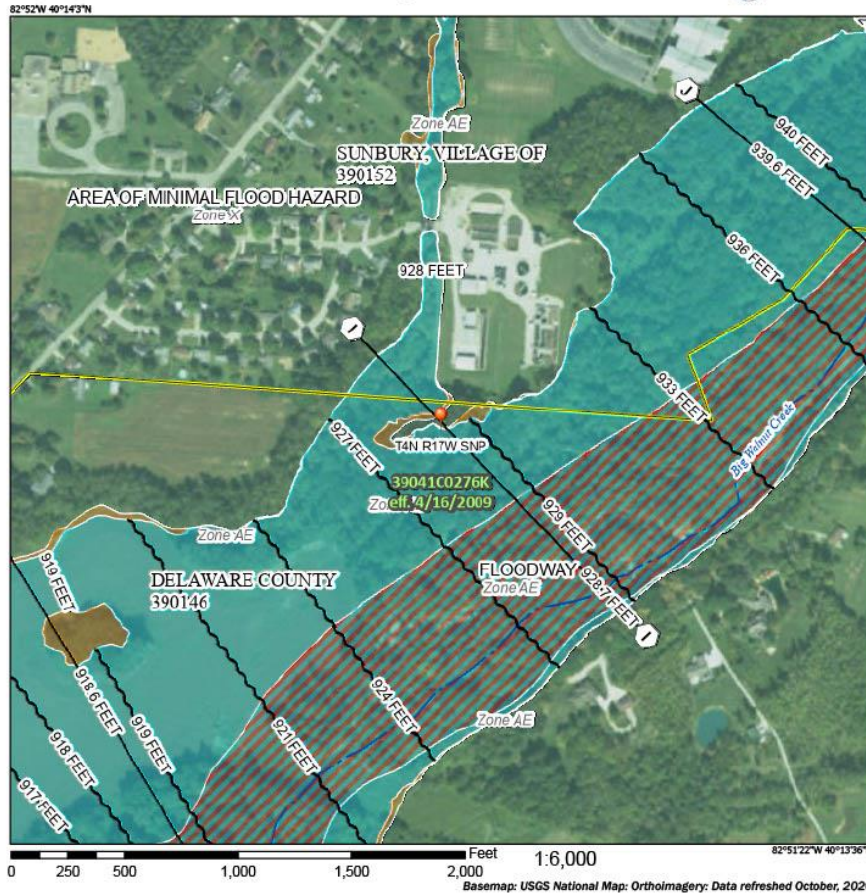 82°52'W 40°14'3"N
Zone AE
SUNBURY, VILLAGE OF
390152
AREA OF MINIMAL FLOOD HAZARD
Zone X
J
940 FEET
939.6 FEET
936 FEET
928 FEET
I
933 FEET
Big Walnut Creek
T4N R17W SNP
927 FEET
39041C0276K
eff. 4/16/2009
929 FEET
Zone AE
919 FEET
DELAWARE COUNTY
390146
FLOODWAY
Zone AE
928.7 FEET
I
918.6 FEET
919 FEET
921 FEET
924 FEET
Zone AE
918 FEET
917 FEET
82°51'22"W 40°13'36"
0 250 500 1,000 1,500 2,000 Feet 1:6,000
Basemap: USGS National Map: Orthoimagery: Data refreshed October, 202